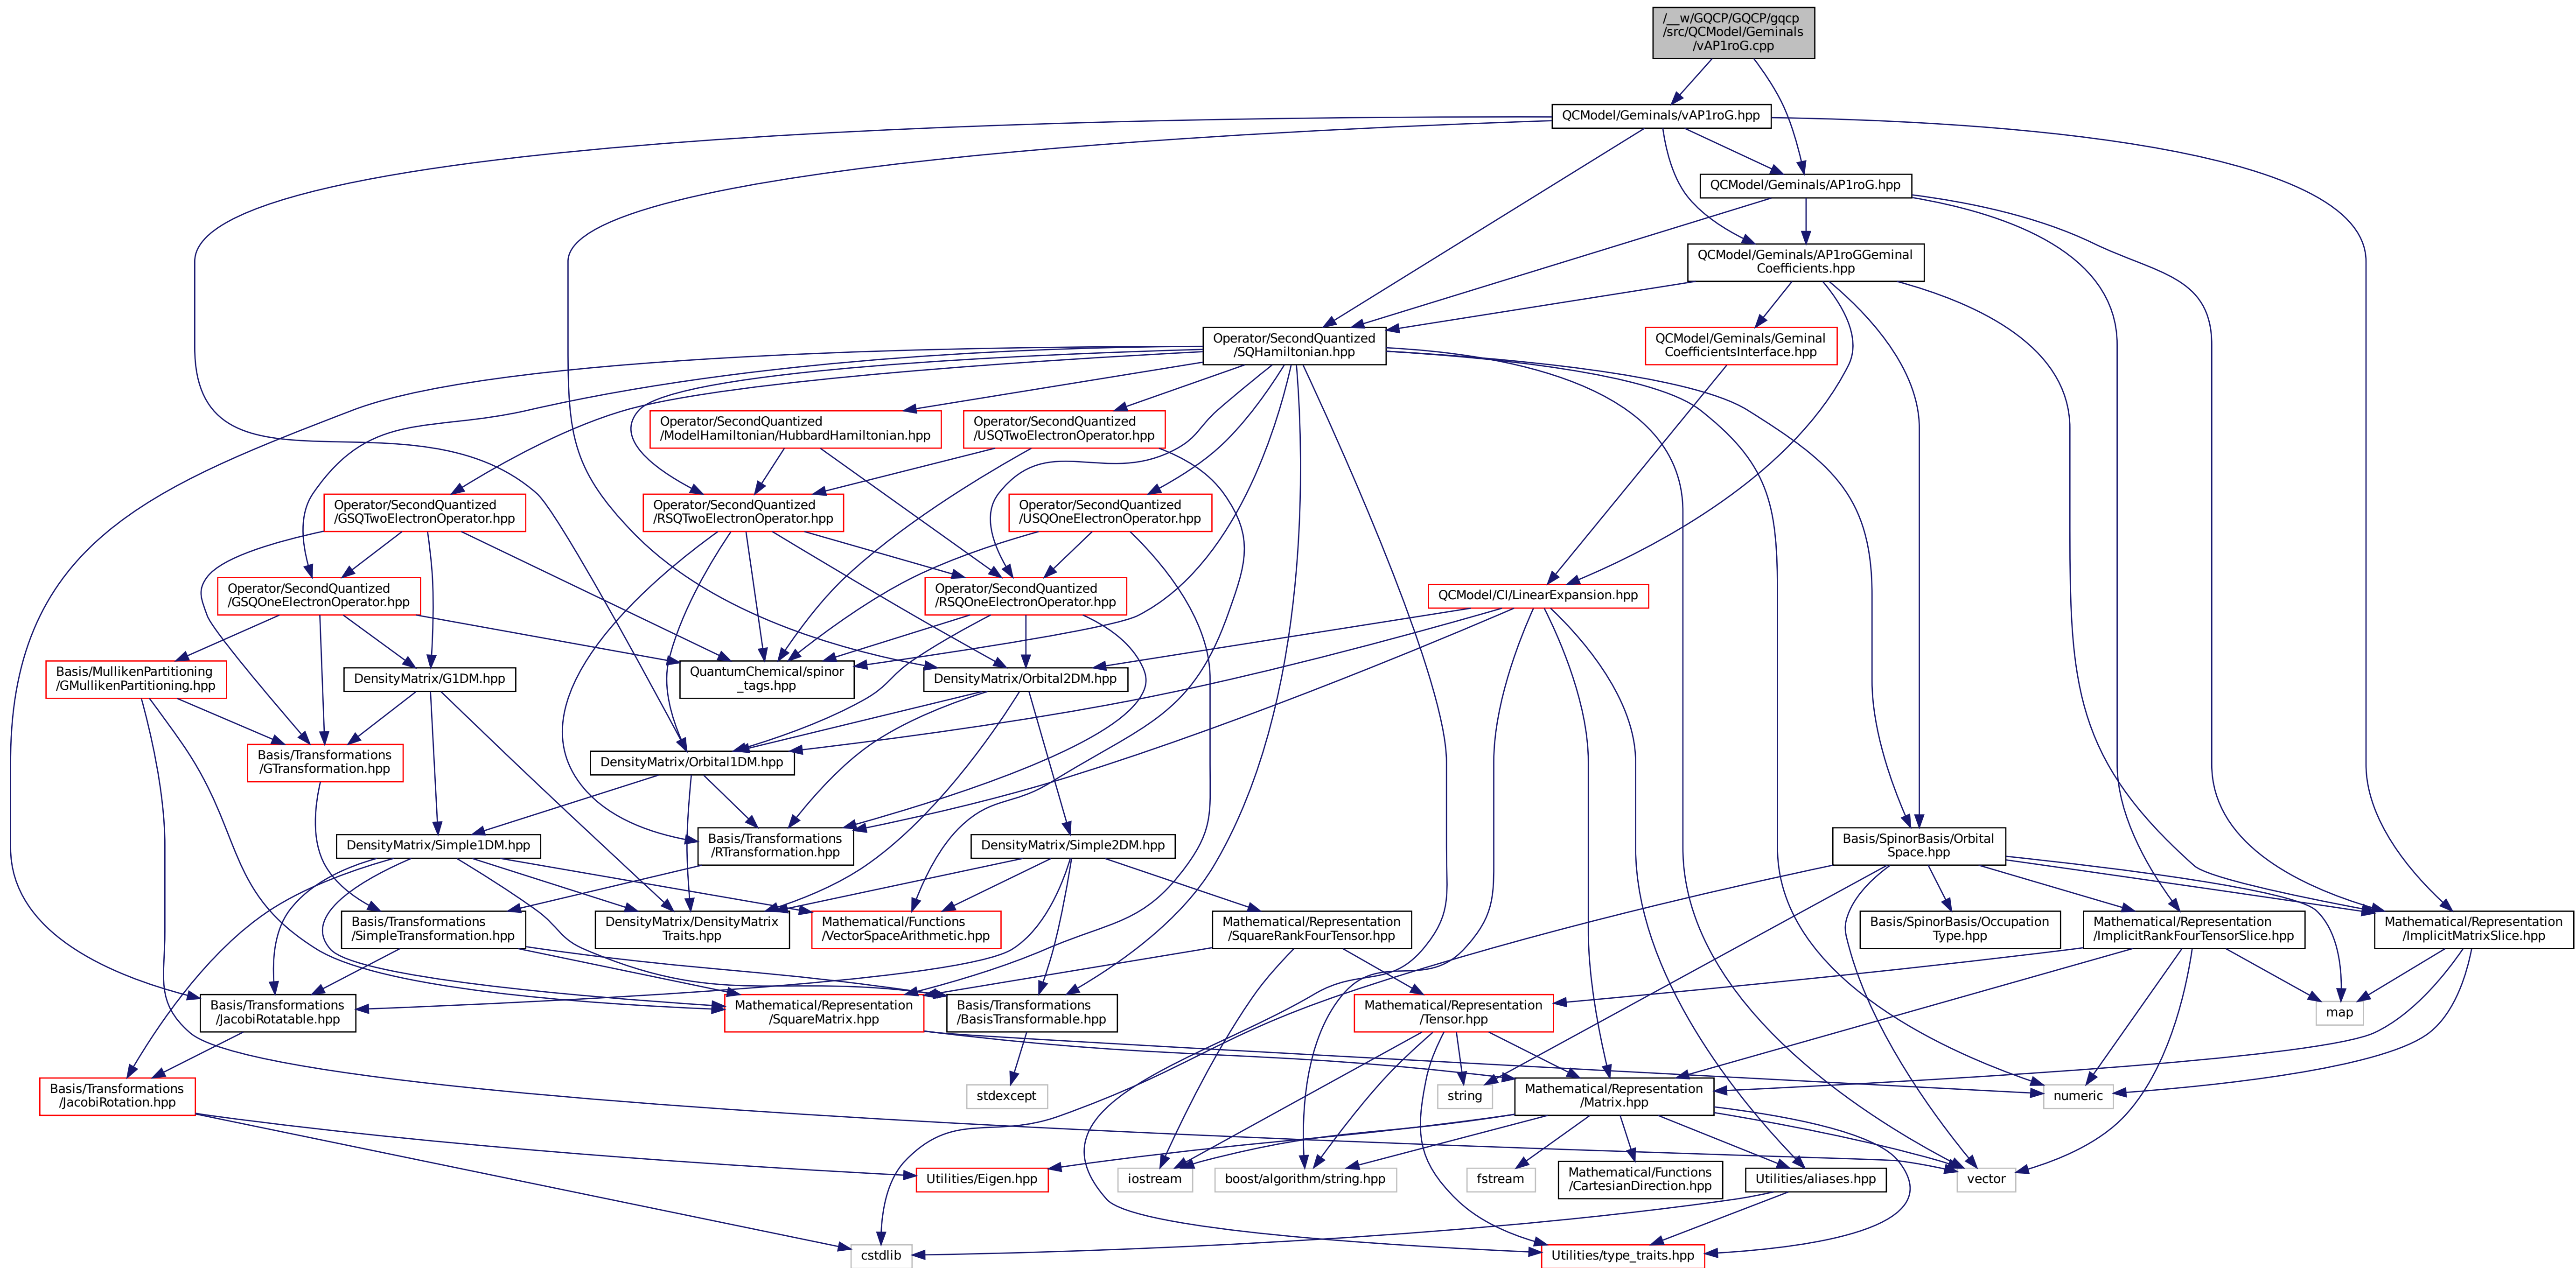 /__w/GQCP/GQCP/gqcp
/src/QCModel/Geminals
/vAP1roG.cpp
QCModel/Geminals/vAP1roG.hpp
QCModel/Geminals/AP1roG.hpp
QCModel/Geminals/AP1roGGeminal
Coefficients.hpp
Operator/SecondQuantized
/SQHamiltonian.hpp
QCModel/Geminals/Geminal
CoefficientsInterface.hpp
Operator/SecondQuantized
/ModelHamiltonian/HubbardHamiltonian.hpp
Operator/SecondQuantized
/USQTwoElectronOperator.hpp
Operator/SecondQuantized
/GSQTwoElectronOperator.hpp
Operator/SecondQuantized
/RSQTwoElectronOperator.hpp
Operator/SecondQuantized
/USQOneElectronOperator.hpp
Operator/SecondQuantized
/GSQOneElectronOperator.hpp
Operator/SecondQuantized
/RSQOneElectronOperator.hpp
QCModel/CI/LinearExpansion.hpp
Basis/MullikenPartitioning
/GMullikenPartitioning.hpp
DensityMatrix/G1DM.hpp
QuantumChemical/spinor
_tags.hpp
DensityMatrix/Orbital2DM.hpp
Basis/Transformations
/GTransformation.hpp
DensityMatrix/Orbital1DM.hpp
DensityMatrix/Simple1DM.hpp
Basis/Transformations
/RTransformation.hpp
DensityMatrix/Simple2DM.hpp
Basis/SpinorBasis/Orbital
Space.hpp
Basis/Transformations
/SimpleTransformation.hpp
DensityMatrix/DensityMatrix
Traits.hpp
Mathematical/Functions
/VectorSpaceArithmetic.hpp
Mathematical/Representation
/SquareRankFourTensor.hpp
Basis/SpinorBasis/Occupation
Type.hpp
Mathematical/Representation
/ImplicitRankFourTensorSlice.hpp
Mathematical/Representation
/ImplicitMatrixSlice.hpp
Basis/Transformations
/JacobiRotatable.hpp
Mathematical/Representation
/SquareMatrix.hpp
Basis/Transformations
/BasisTransformable.hpp
Mathematical/Representation
/Tensor.hpp
map
Basis/Transformations
/JacobiRotation.hpp
stdexcept
string
Mathematical/Representation
/Matrix.hpp
numeric
Utilities/Eigen.hpp
iostream
boost/algorithm/string.hpp
fstream
Mathematical/Functions
/CartesianDirection.hpp
Utilities/aliases.hpp
vector
cstdlib
Utilities/type_traits.hpp